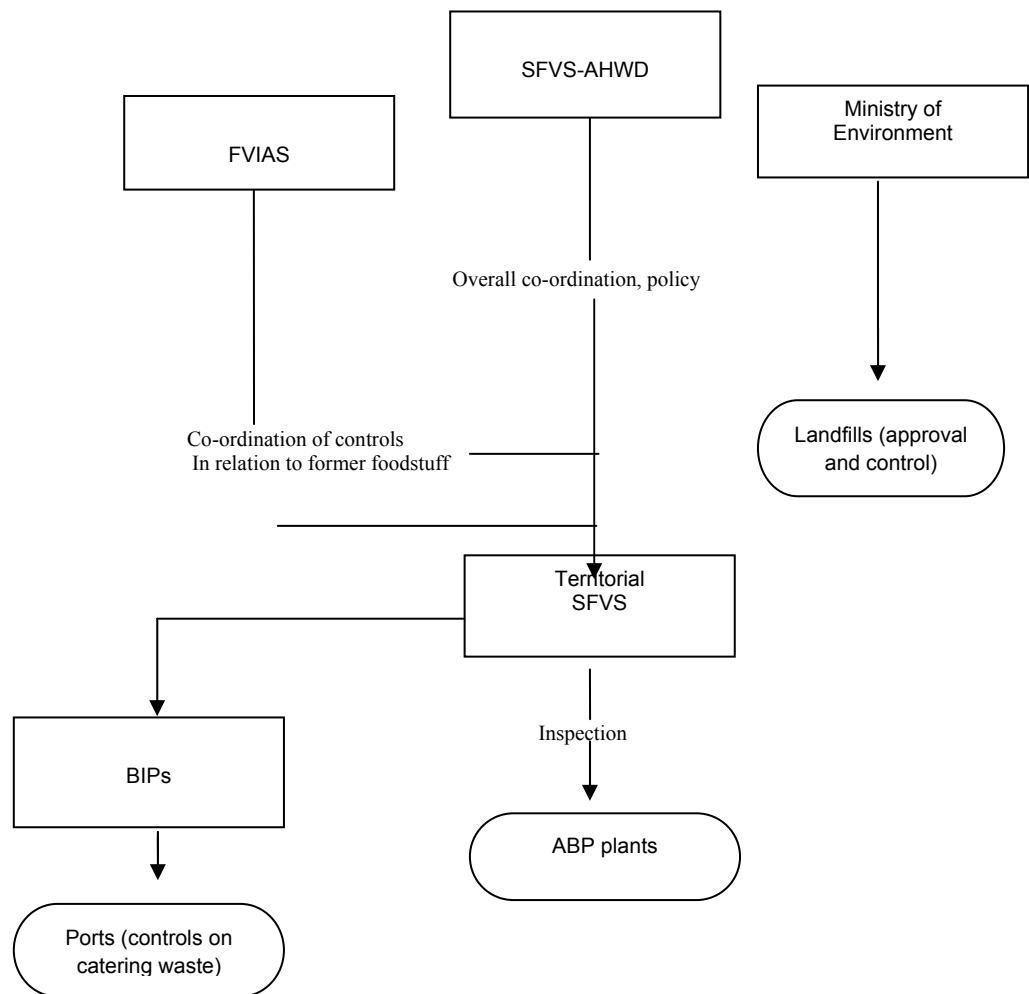 SFVS-AHWD
FVIAS
Ministry of
Environment
Overall co-ordination, policy
Co-ordination of controls
In relation to former foodstuff
Landfills (approval
and control)
Territorial
SFVS
BIPs
Inspection
ABP plants
Ports (controls on
catering waste)